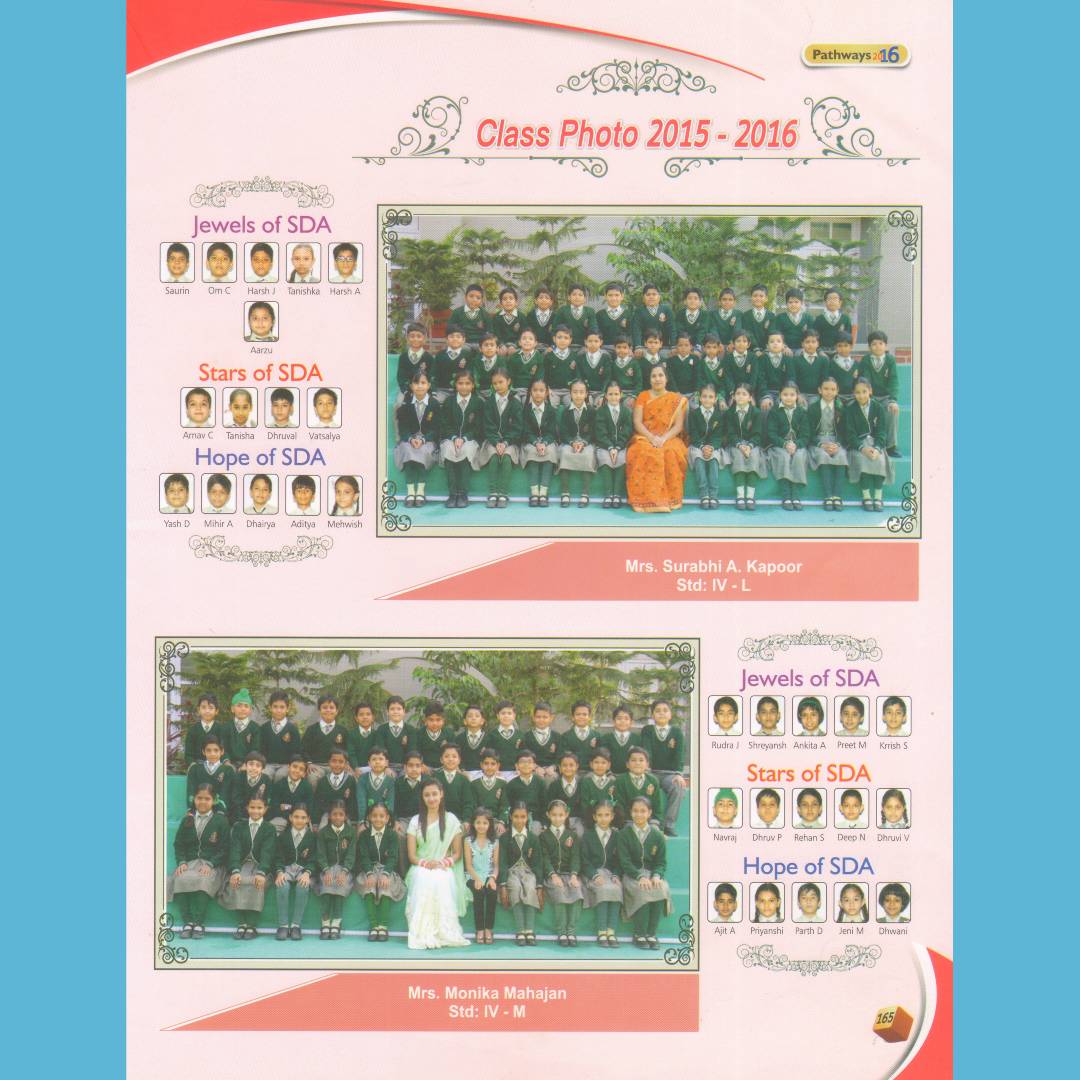 Pathways 2016
Class Photo 2015 - 2016
Jewels of SDA
Saurin Om C Harsh J Tanishka Harsh A
Aarzu
Stars of SDA
Arnav C Tanisha Dhruval Vatsalya
Hope of SDA
Yash D Mihir A Dhairya Aditya Mehwish
Mrs. Surabhi A. Kapoor
Std: IV - L
Jewels of SDA
Rudra J Shreyansh Ankita A Preet M Krrish S
Stars of SDA
Navraj Dhruv P Rehan S Deep N Dhruvi V
Hope of SDA
Ajit A Priyanshi Parth D Jeni M Dhwani
Mrs. Monika Mahajan
Std: IV - M
165